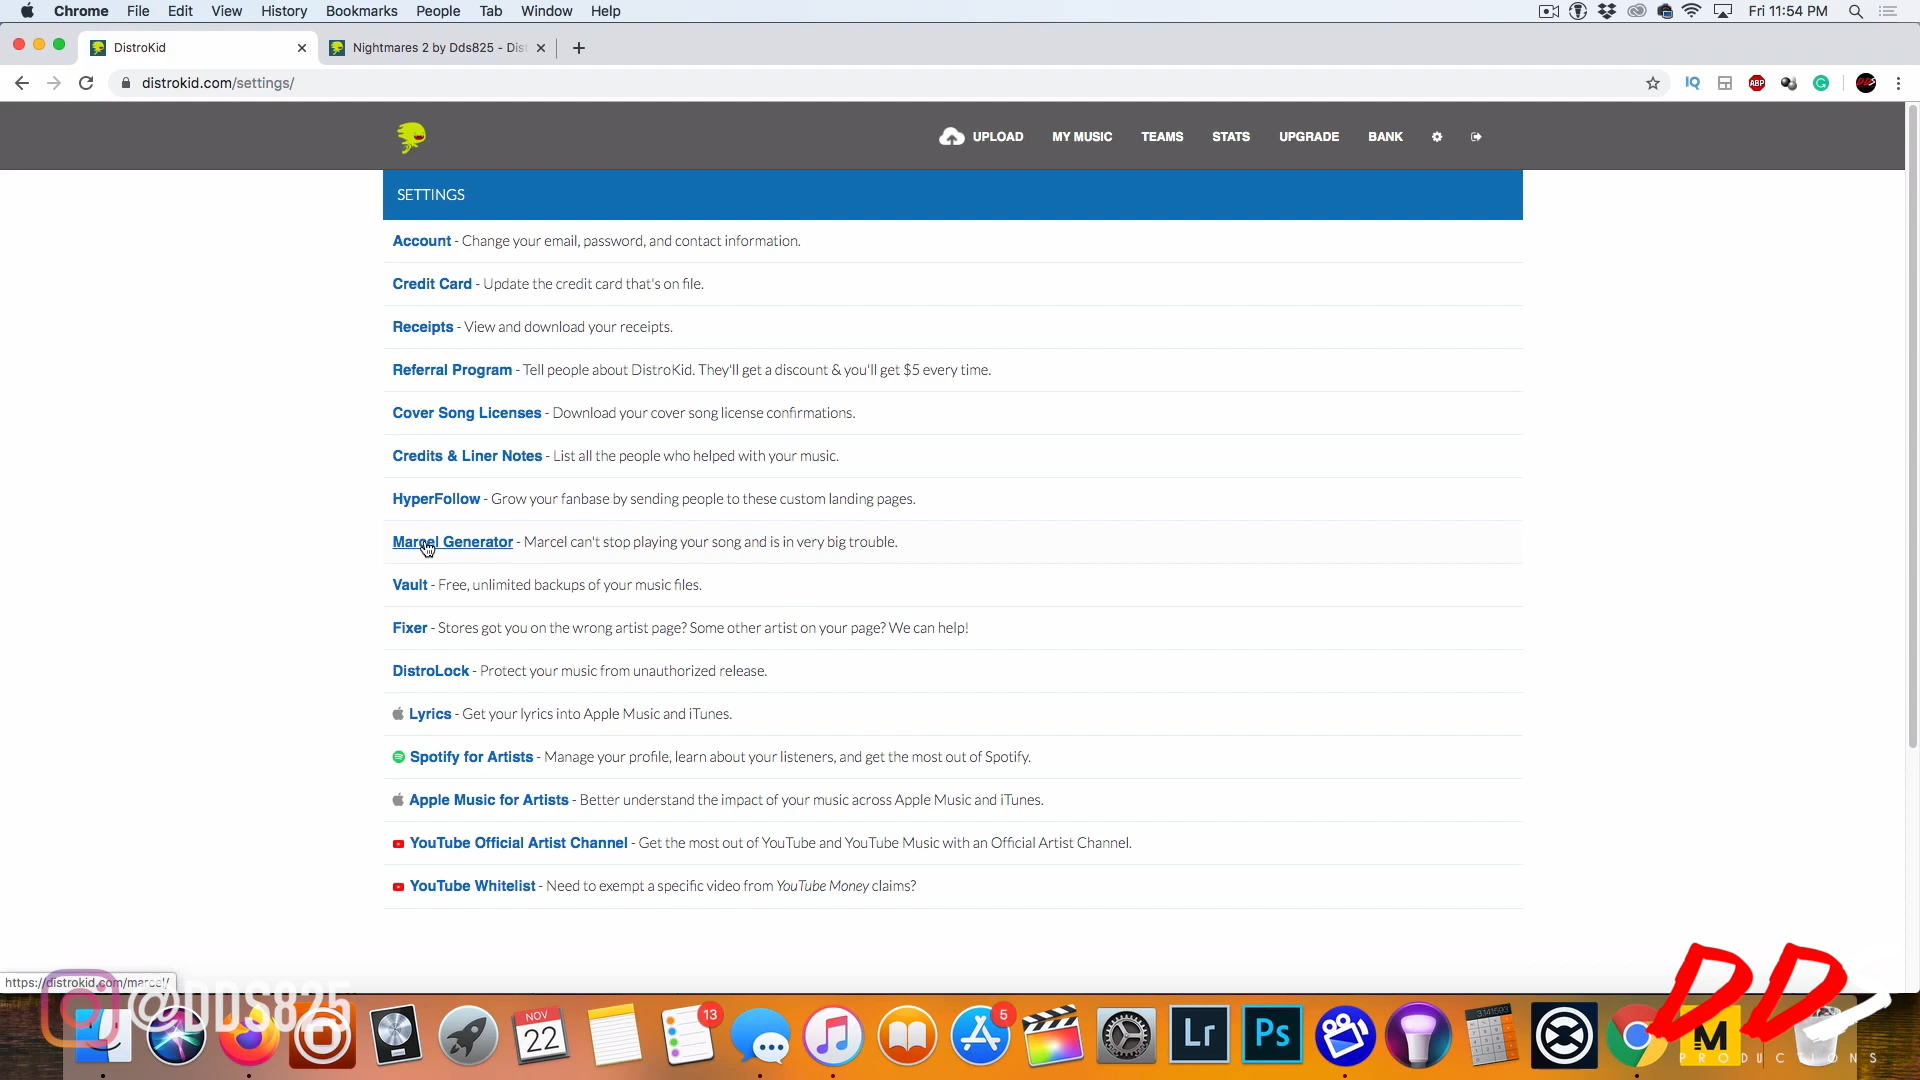 Chrome File Edit View History Bookmarks People Tab Window Help Fri 11:54 PM
DistroKid Nightmares 2 by Dds825 - Dis
distrokid.com/settings/ IQ ABP
UPLOAD MY MUSIC TEAMS STATS UPGRADE BANK
SETTINGS
Account - Change your email, password, and contact information.
Credit Card - Update the credit card that's on file.
Receipts - View and download your receipts.
Referral Program - Tell people about DistroKid. They'll get a discount & you'll get $5 every time.
Cover Song Licenses - Download your cover song license confirmations.
Credits & Liner Notes - List all the people who helped with your music.
HyperFollow - Grow your fanbase by sending people to these custom landing pages.
Marcel Generator - Marcel can't stop playing your song and is in very big trouble.
Vault - Free, unlimited backups of your music files.
Fixer - Stores got you on the wrong artist page? Some other artist on your page? We can help!
DistroLock - Protect your music from unauthorized release.
Lyrics - Get your lyrics into Apple Music and iTunes.
Spotify for Artists - Manage your profile, learn about your listeners, and get the most out of Spotify.
Apple Music for Artists - Better understand the impact of your music across Apple Music and iTunes.
YouTube Official Artist Channel - Get the most out of YouTube and YouTube Music with an Official Artist Channel.
YouTube Whitelist - Need to exempt a specific video from YouTube Money claims?
https://distrokid.com/marcel/
@DDS825
NOV
22
13
5
Lr
Ps
M
DDS
PRODUCTIONS